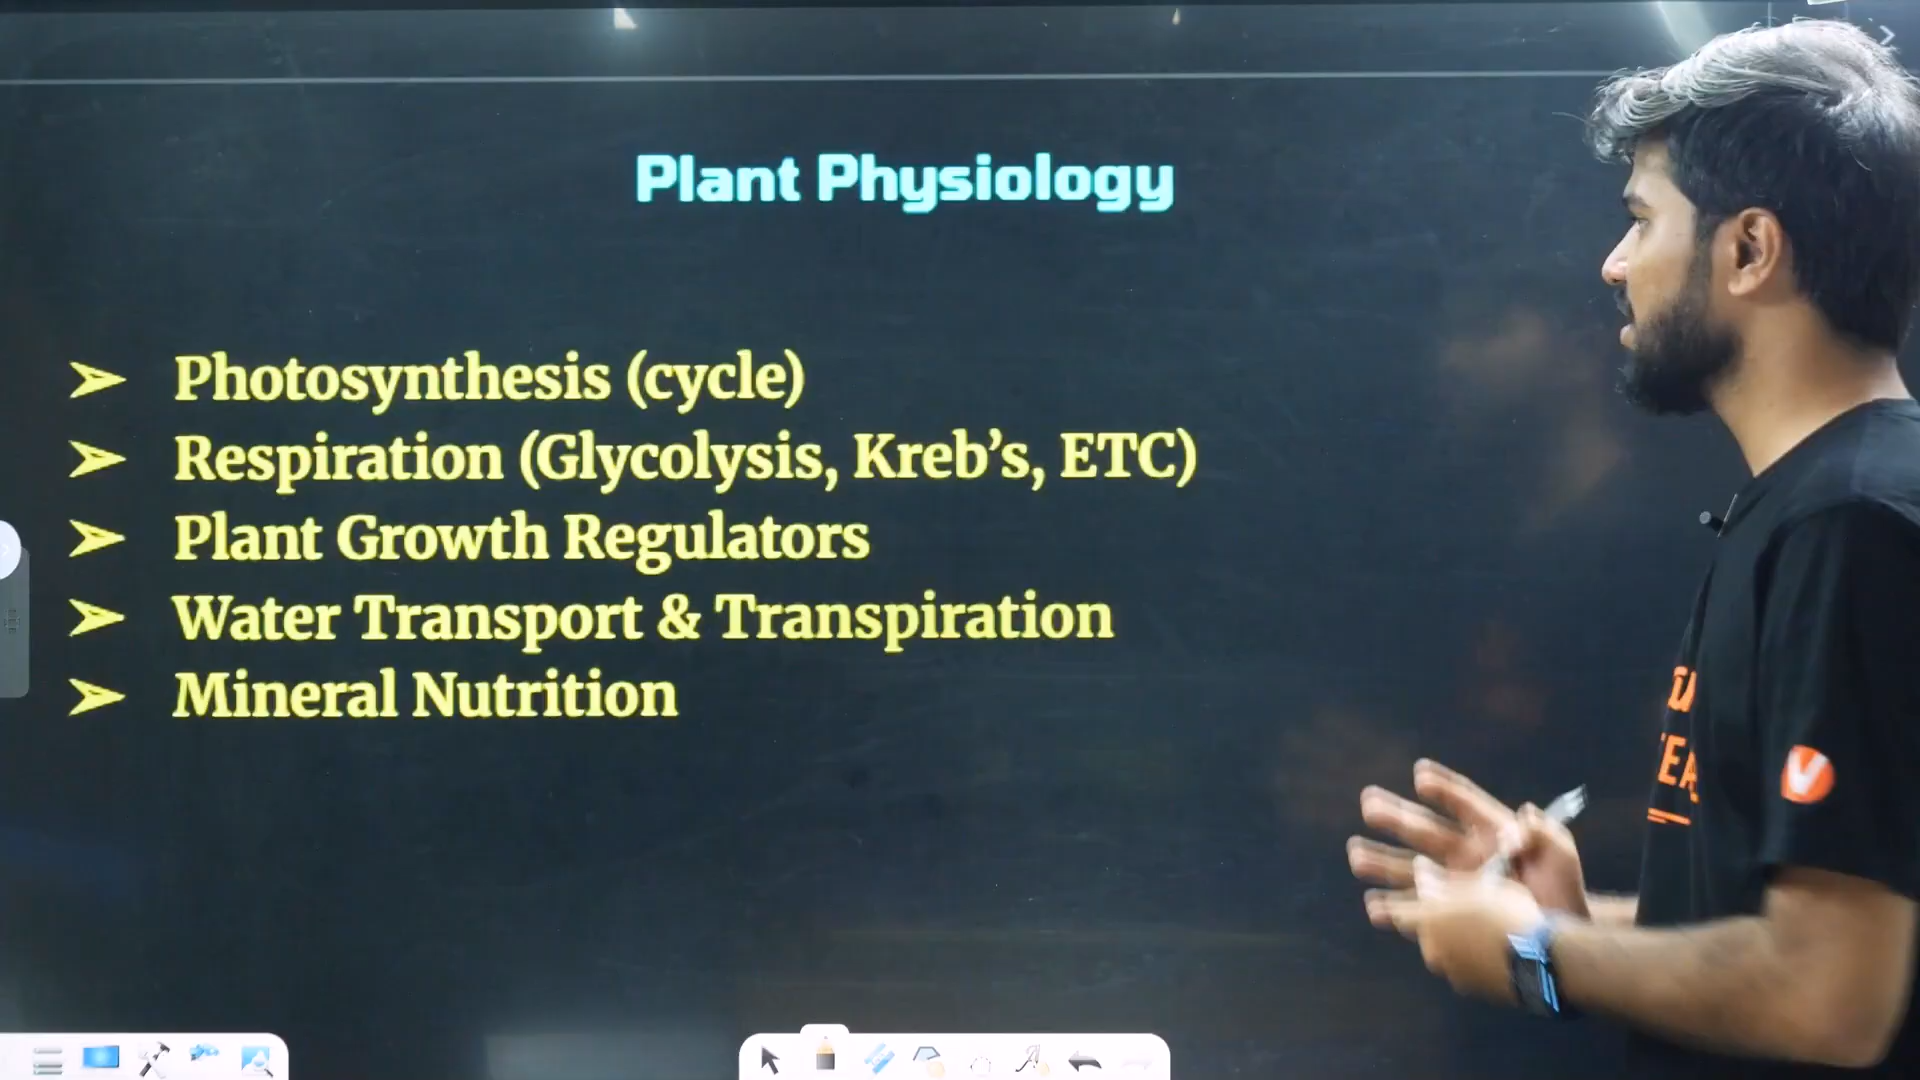 Plant Physiology
➢ Photosynthesis (cycle)
➢ Respiration (Glycolysis, Kreb’s, ETC)
➢ Plant Growth Regulators
➢ Water Transport & Transpiration
➢ Mineral Nutrition
V